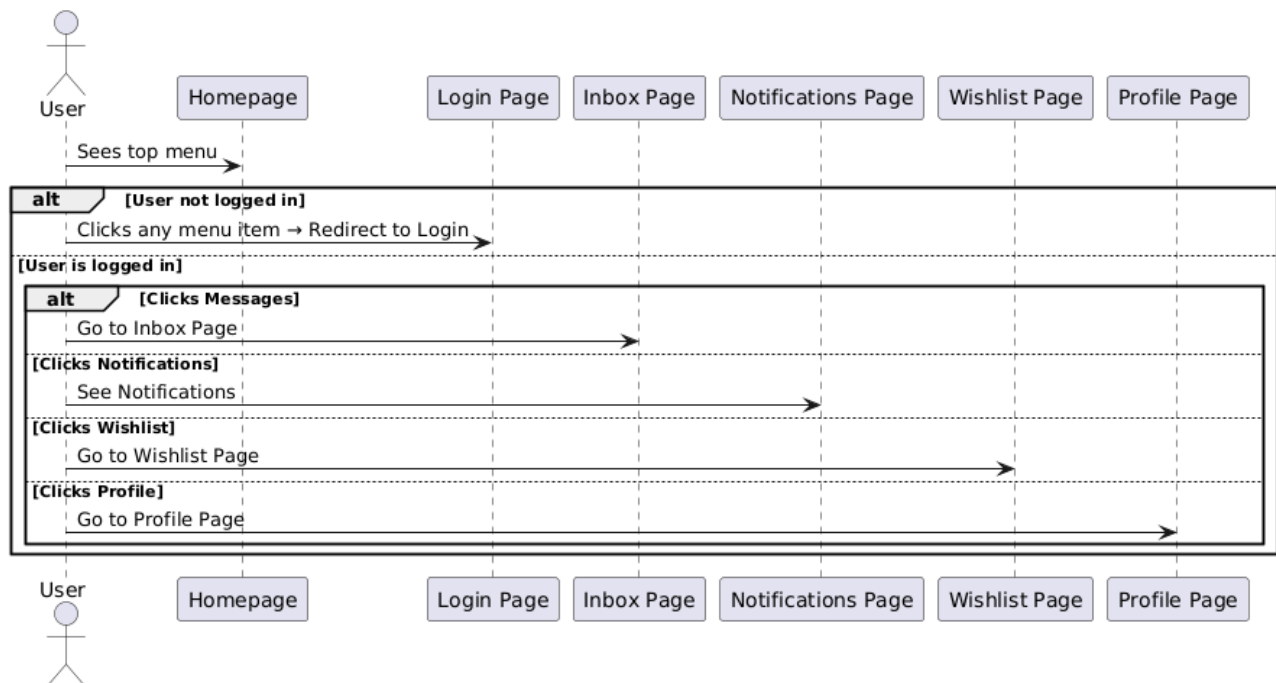 User
Homepage
Login Page
Inbox Page
Notifications Page
Wishlist Page
Profile Page
Sees top menu
alt
[User not logged in]
Clicks any menu item → Redirect to Login
[User is logged in]
alt
[Clicks Messages]
Go to Inbox Page
[Clicks Notifications]
See Notifications
[Clicks Wishlist]
Go to Wishlist Page
[Clicks Profile]
Go to Profile Page
User
Homepage
Login Page
Inbox Page
Notifications Page
Wishlist Page
Profile Page